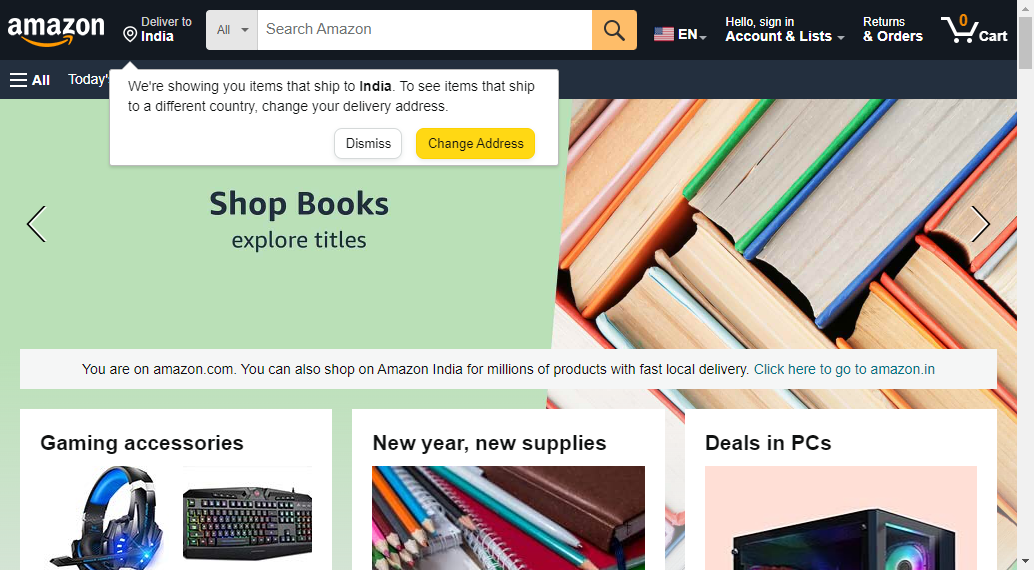 amazon
Deliver to
India
All
Search Amazon
EN
Hello, sign in
Account & Lists
Returns
& Orders
0
Cart
All
Today's
We're showing you items that ship to India. To see items that ship
to a different country, change your delivery address.
Dismiss
Change Address
Shop Books
explore titles
You are on amazon.com. You can also shop on Amazon India for millions of products with fast local delivery. Click here to go to amazon.in
Gaming accessories
New year, new supplies
Deals in PCs